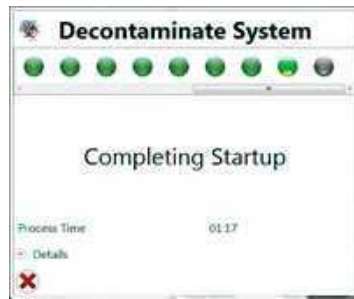 Decontaminate System
Completing Startup
Process Time 01:17
Details